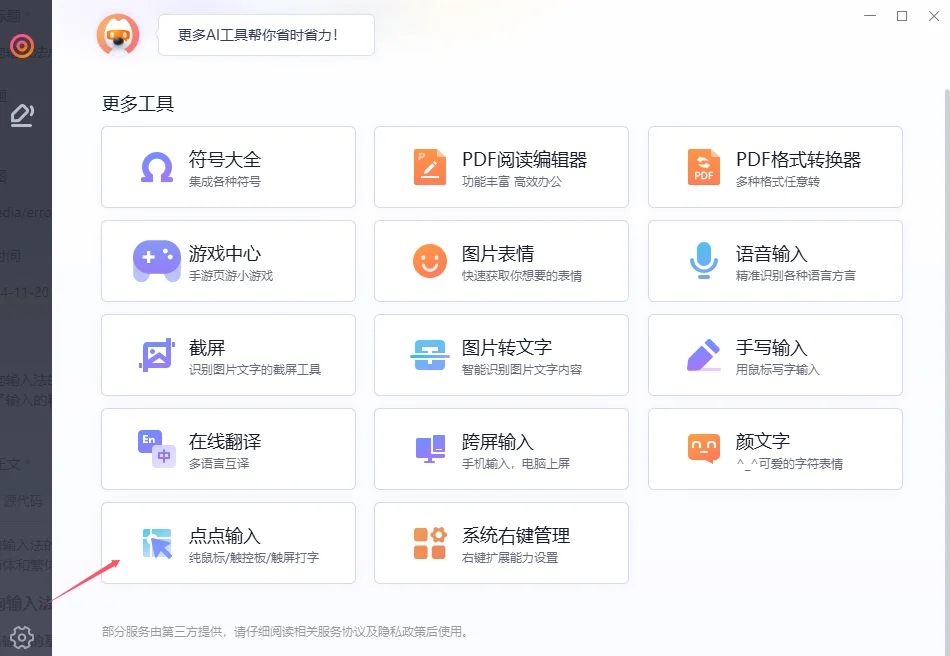 更多AI工具帮你省时省力！
更多工具
符号大全
集成各种符号
PDF阅读编辑器
功能丰富 高效办公
PDF
PDF格式转换器
多种格式任意转
游戏中心
手游页游小游戏
图片表情
快速获取你想要的表情
语音输入
精准识别各种语言方言
截屏
识别图片文字的截屏工具
图片转文字
智能识别图片文字内容
手写输入
用鼠标写字输入
En
中
在线翻译
多语言互译
跨屏输入
手机输入，电脑上屏
颜文字
^_^可爱的字符表情
点点输入
纯鼠标/触控板/触屏打字
系统右键管理
右键扩展能力设置
部分服务由第三方提供，请仔细阅读相关服务协议及隐私政策后使用。
edia/erro
4-11-20
源代码